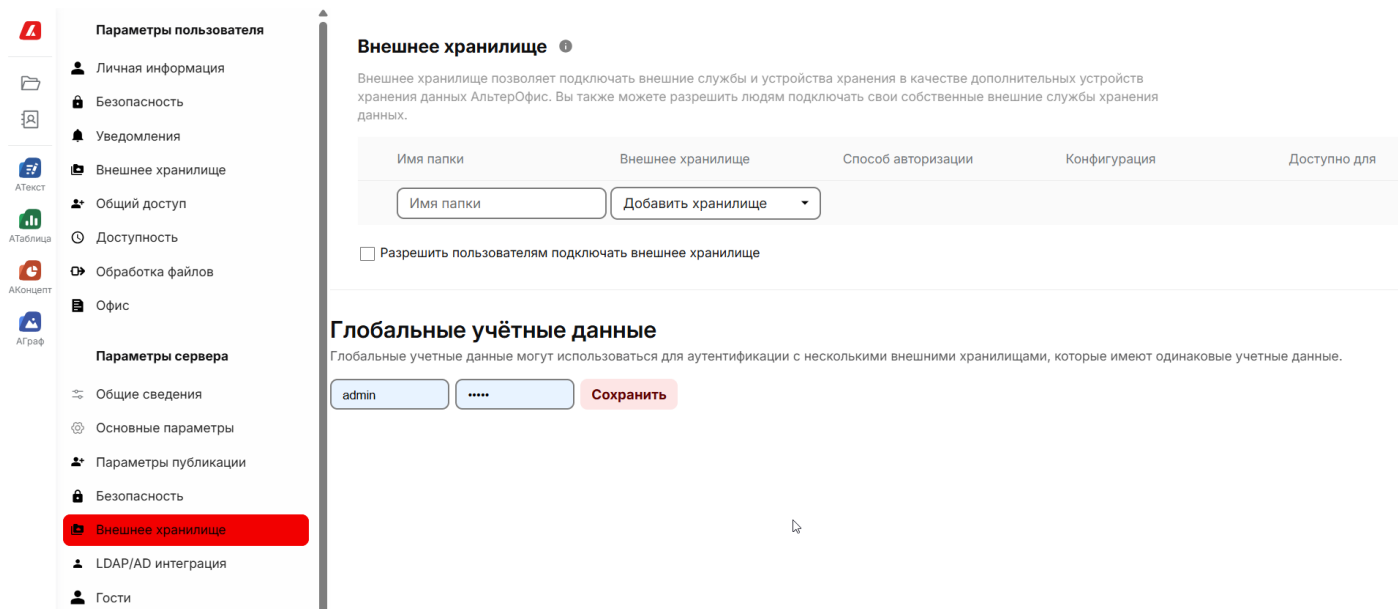 Параметры пользователя
Личная информация
Безопасность
Уведомления
Внешнее хранилище
Общий доступ
Доступность
Обработка файлов
Офис
Параметры сервера
Общие сведения
Основные параметры
Параметры публикации
Безопасность
Внешнее хранилище
LDAP/AD интеграция
Гости
АТекст
АТаблица
АКонцепт
АГраф
Внешнее хранилище
Внешнее хранилище позволяет подключать внешние службы и устройства хранения в качестве дополнительных устройств
хранения данных АльтерОфис. Вы также можете разрешить людям подключать свои собственные внешние службы хранения
данных.
Имя папки Внешнее хранилище Способ авторизации Конфигурация Доступно для
Имя папки Добавить хранилище
Разрешить пользователям подключать внешнее хранилище
Глобальные учётные данные
Глобальные учетные данные могут использоваться для аутентификации с несколькими внешними хранилищами, которые имеют одинаковые учетные данные.
admin ••••• Сохранить